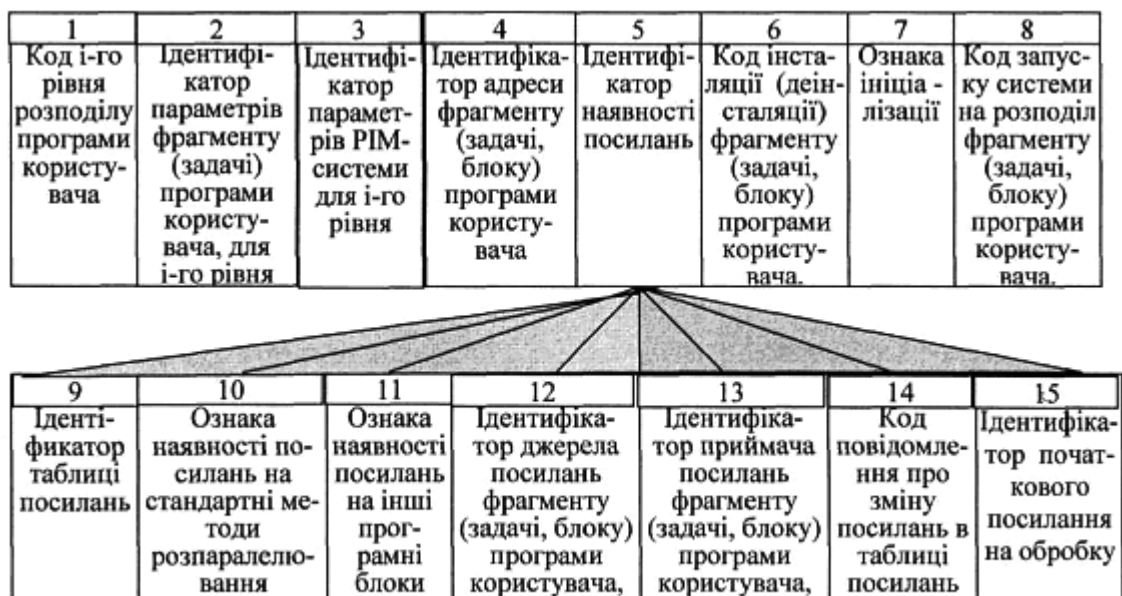 1
Код і-го
рівня
розподілу
програми
користу-
вача
2
Ідентифі-
катор
параметрів
фрагменту
(задачі)
програми
користу-
вача, для
і-го рівня
3
Ідентифі-
катор
парамет-
рів РІМ-
системи
для і-го
рівня
4
Ідентифіка-
тор адреси
фрагменту
(задачі,
блоку)
програми
користу-
вача
5
Ідентифі-
катор
наявності
посилань
6
Код інста-
ляції (деін-
сталяції)
фрагменту
(задачі,
блоку)
програми
користу-
вача.
7
Ознака
ініціа -
лізації
8
Код запус-
ку системи
на розподіл
фрагменту
(задачі,
блоку)
програми
користу-
вача.
9
Іденті-
фикатор
таблиці
посилань
10
Ознака
наявності по-
силань на
стандартні ме-
тоди
розпаралелю-
вання
11
Ознака
наявності
посилань
на інші
прог-
рамні
блоки
12
Ідентифіка-
тор джерела
посилань
фрагменту
(задачі, блоку)
програми
користувача,
13
Ідентифіка-
тор приймача
посилань
фрагменту
(задачі, блоку)
програми
користувача,
14
Код
повідомле-
ння про
зміну
посилань в
таблиці
посилань
15
Ідентифіка-
тор почат-
кового
посилання
на обробку